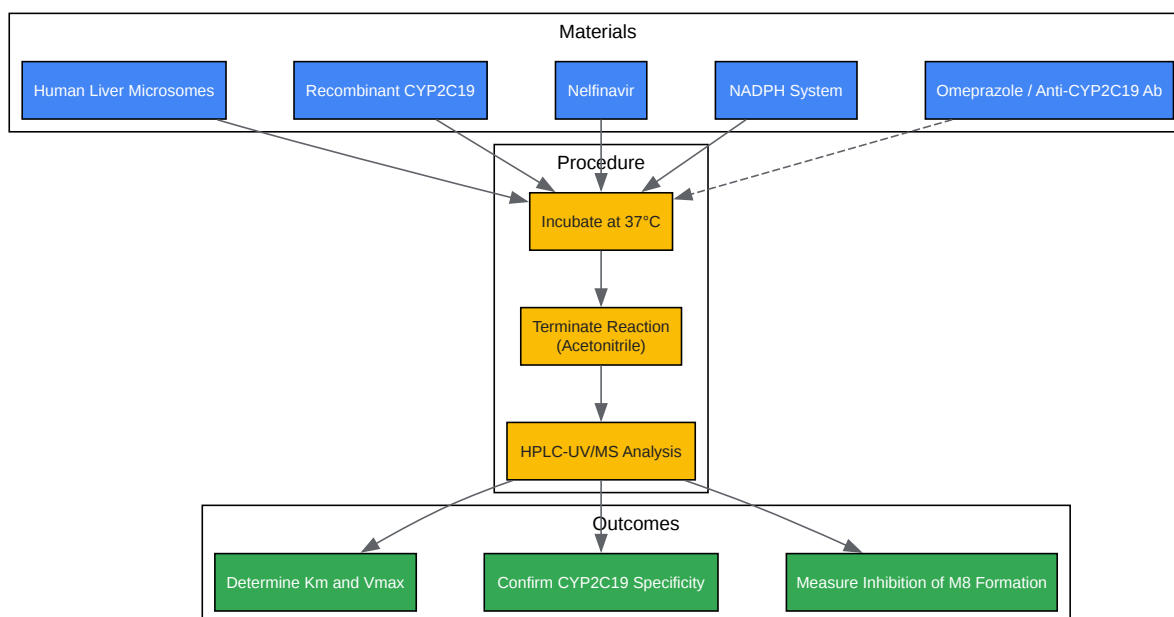 Materials
Human Liver Microsomes
Recombinant CYP2C19
Nelfinavir
NADPH System
Omeprazole / Anti-CYP2C19 Ab
Procedure
Incubate at 37°C
Terminate Reaction
(Acetonitrile)
HPLC-UV/MS Analysis
Outcomes
Determine Km and Vmax
Confirm CYP2C19 Specificity
Measure Inhibition of M8 Formation